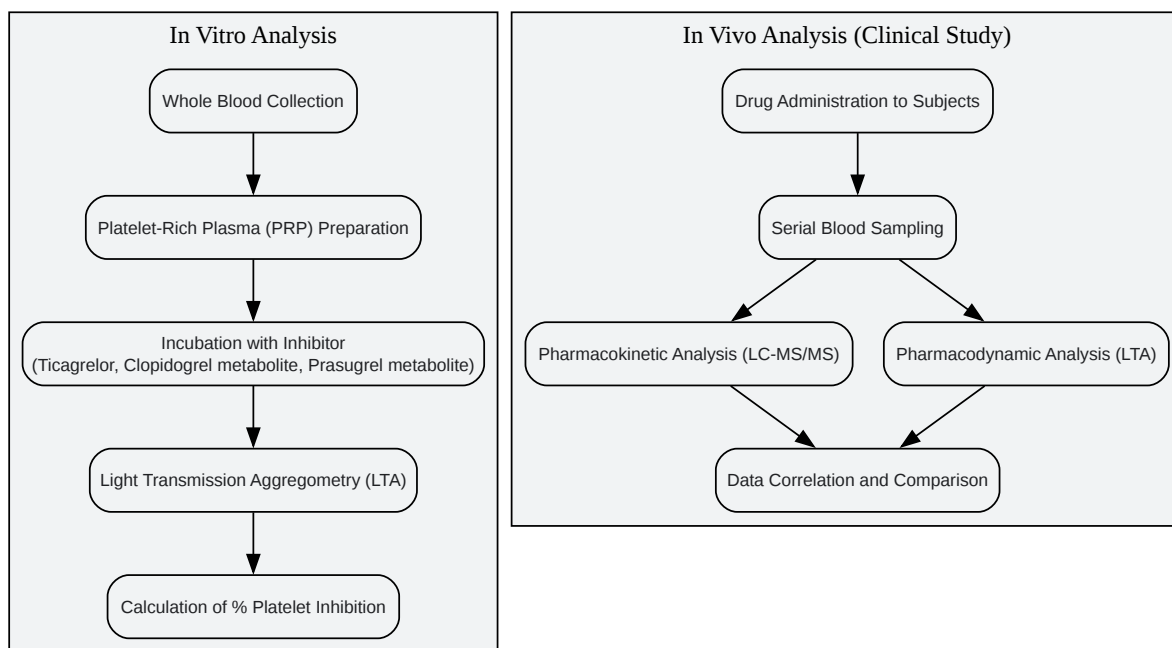 In Vitro Analysis
Whole Blood Collection
Platelet-Rich Plasma (PRP) Preparation
Incubation with Inhibitor
(Ticagrelor, Clopidogrel metabolite, Prasugrel metabolite)
Light Transmission Aggregometry (LTA)
Calculation of % Platelet Inhibition
In Vivo Analysis (Clinical Study)
Drug Administration to Subjects
Serial Blood Sampling
Pharmacokinetic Analysis (LC-MS/MS)
Pharmacodynamic Analysis (LTA)
Data Correlation and Comparison